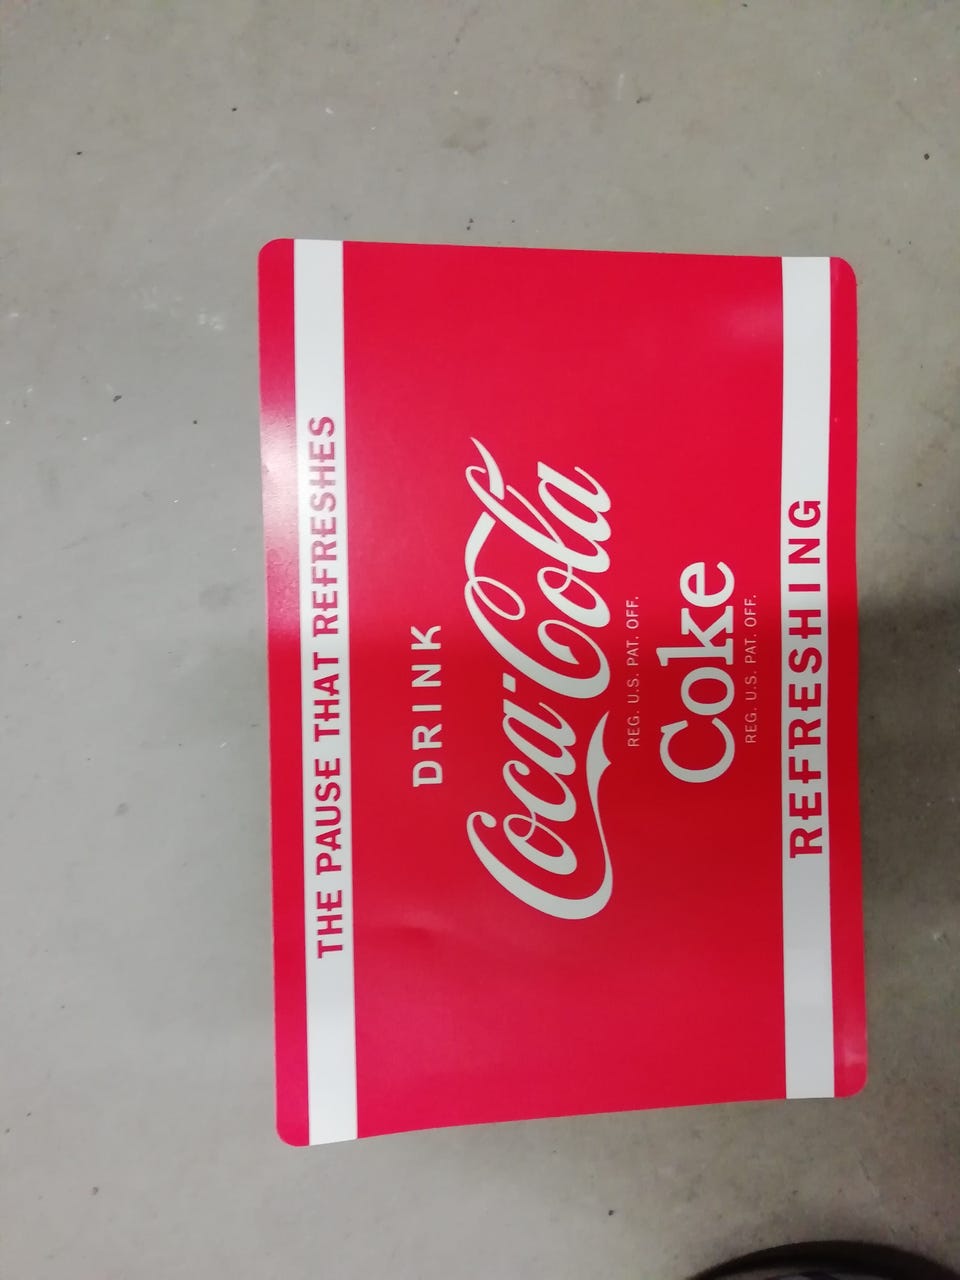 THE PAUSE THAT REFRESHES
DRINK
Coca-Cola
REG. U.S. PAT. OFF.
Coke
REG. U.S. PAT. OFF.
REFRESHING